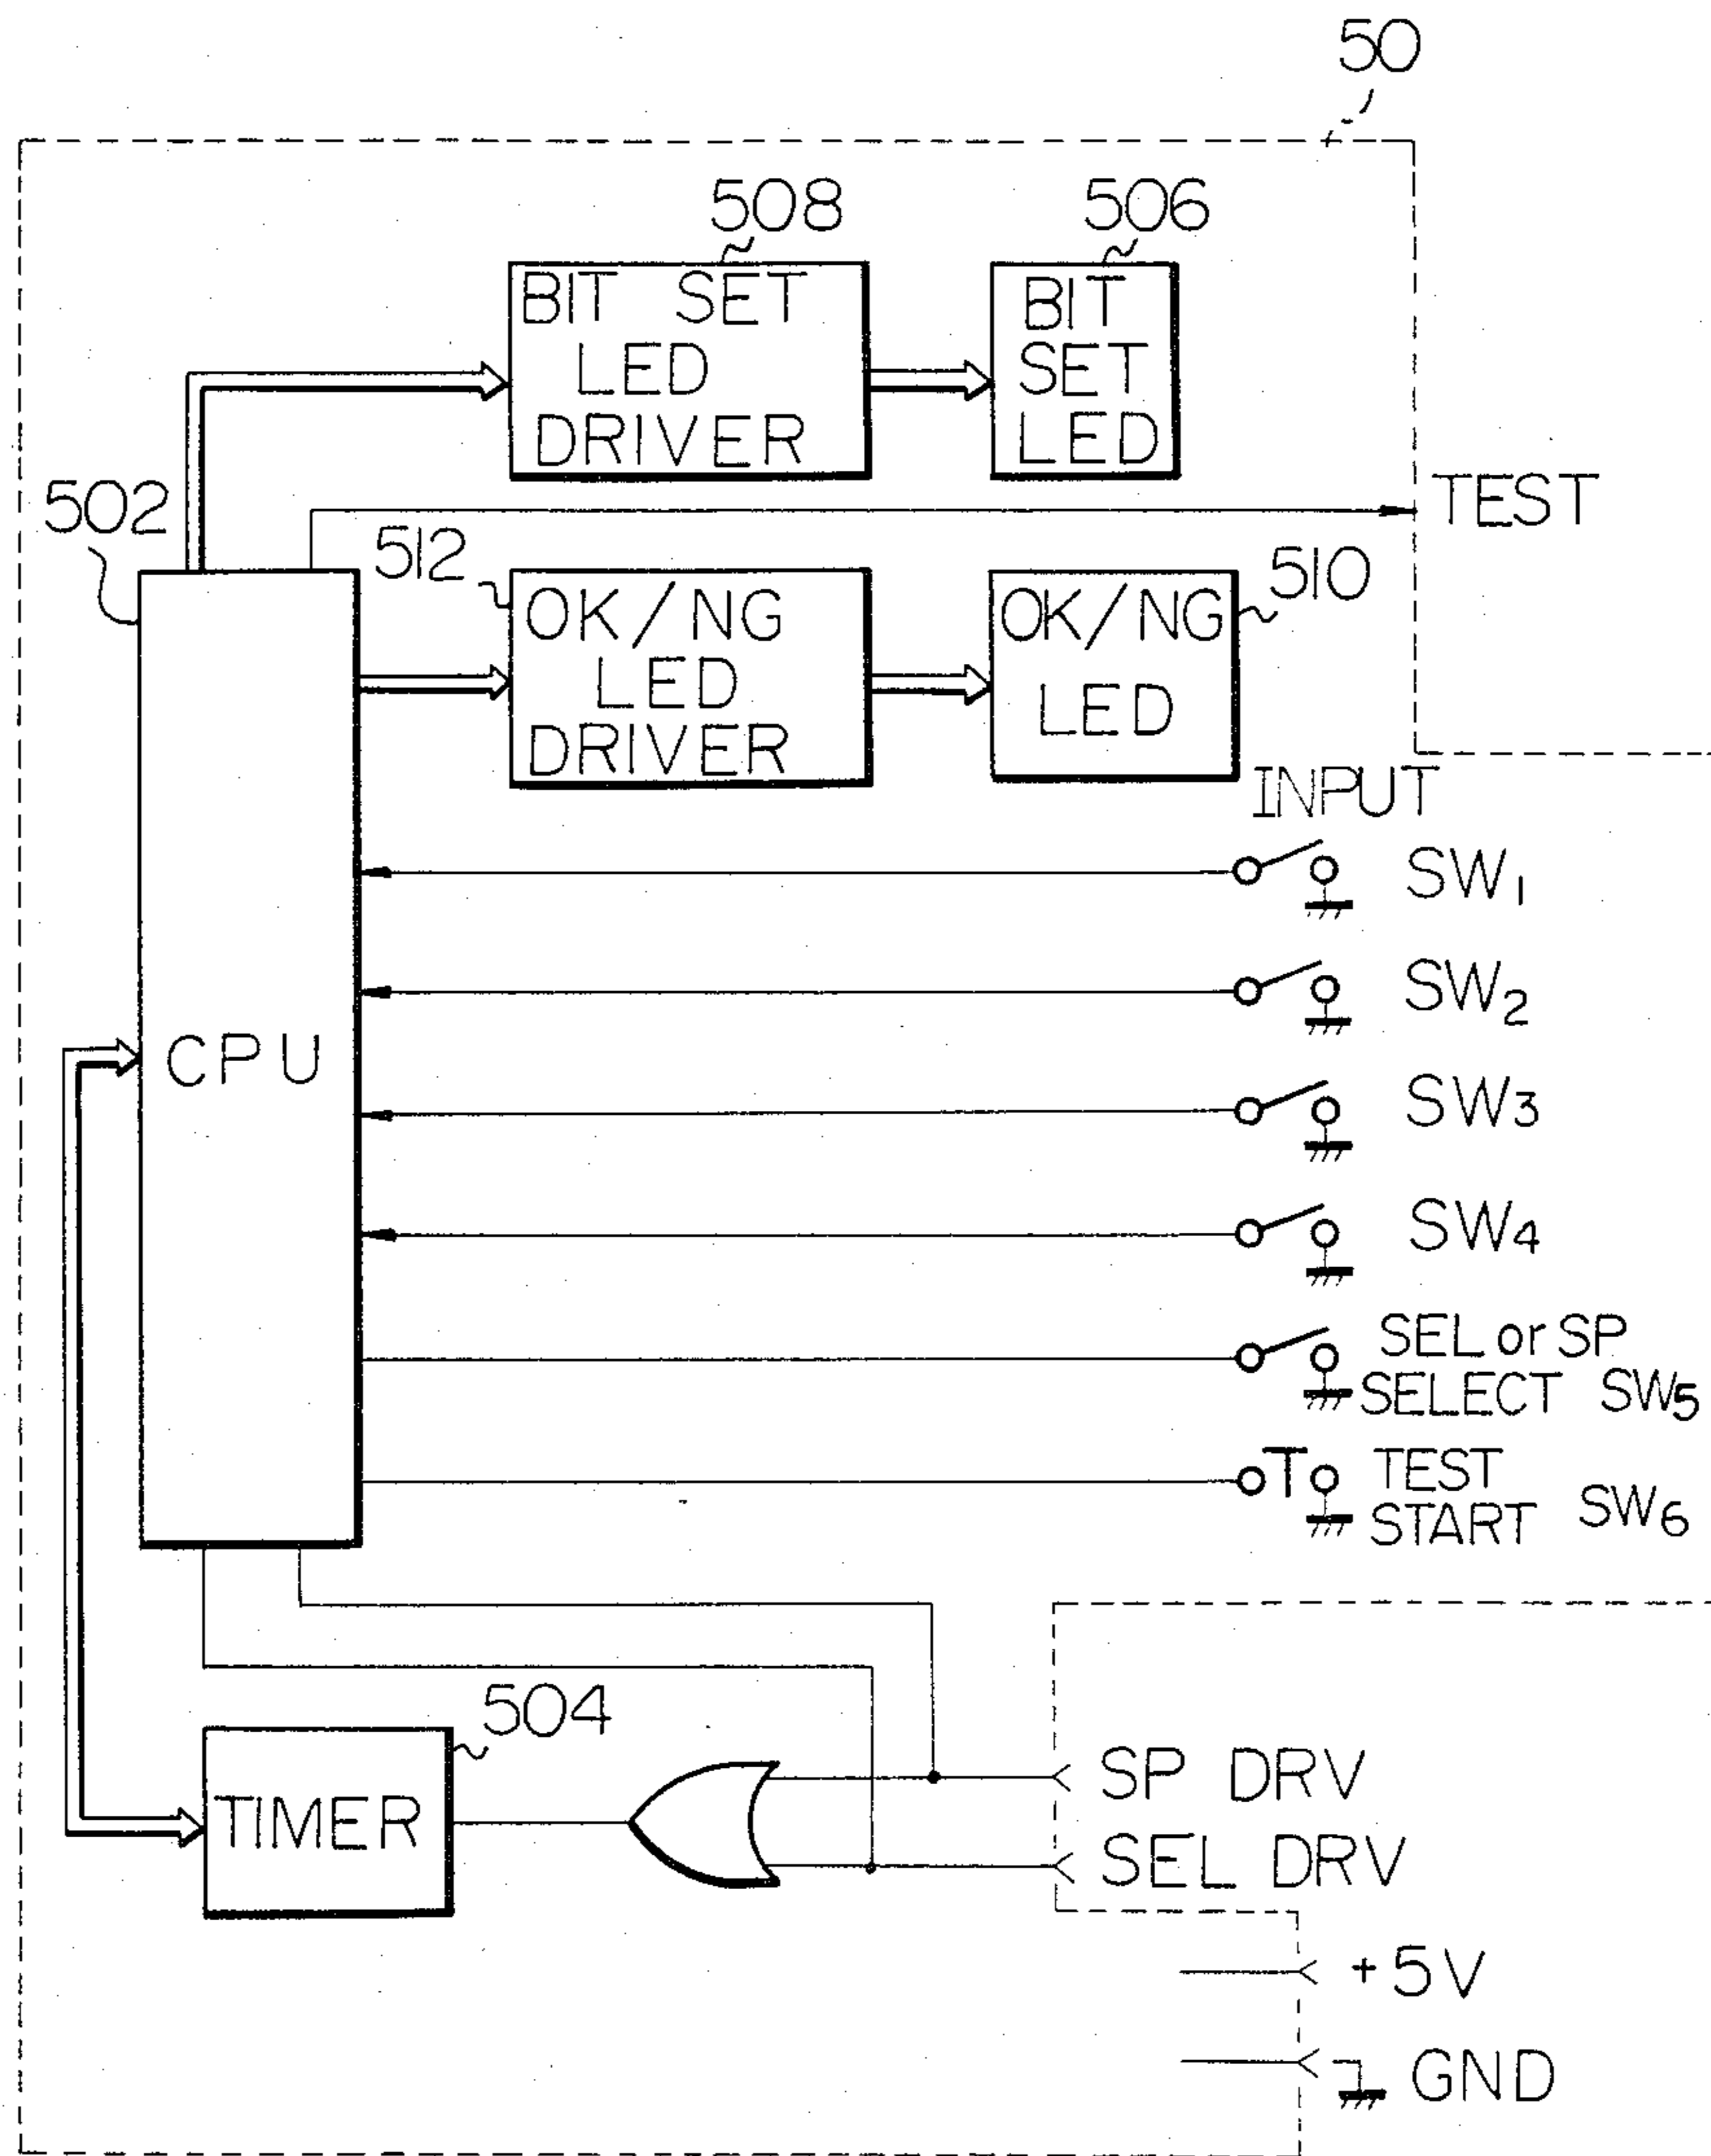 50
508
506
BIT SET
LED
DRIVER
BIT
SET
LED
502
TEST
512
510
OK/NG
LED
DRIVER
OK/NG
LED
INPUT
SW1
SW2
CPU
SW3
SW4
SEL or SP
SELECT SW5
TEST
START SW6
504
TIMER
SP DRV
SEL DRV
+5V
GND